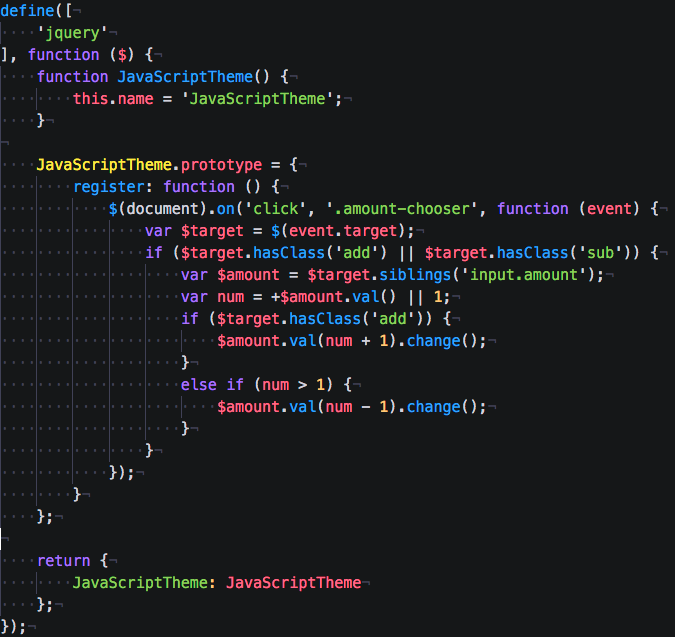 define([
    'jquery'
], function ($) {
    function JavaScriptTheme() {
        this.name = 'JavaScriptTheme';
    }

    JavaScriptTheme.prototype = {
        register: function () {
            $(document).on('click', '.amount-chooser', function (event) {
                var $target = $(event.target);
                if ($target.hasClass('add') || $target.hasClass('sub')) {
                    var $amount = $target.siblings('input.amount');
                    var num = +$amount.val() || 1;
                    if ($target.hasClass('add')) {
                        $amount.val(num + 1).change();
                    }
                    else if (num > 1) {
                        $amount.val(num - 1).change();
                    }
                }
            });
        }
    };

    return {
        JavaScriptTheme: JavaScriptTheme
    };
});